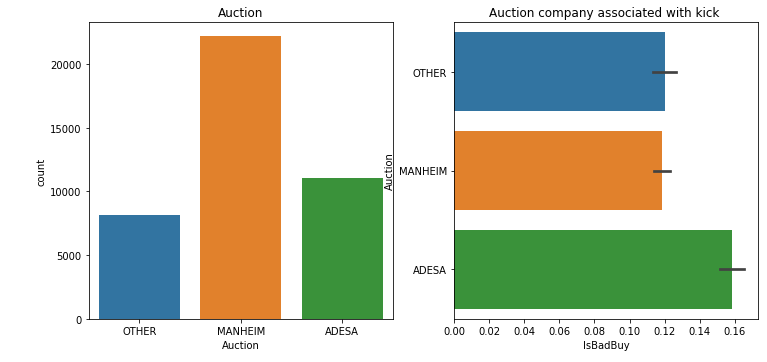 Auction
count
20000
15000
10000
5000
0
OTHER MANHEIM ADESA
Auction
Auction company associated with kick
Auction
OTHER
MANHEIM
ADESA
0.00 0.02 0.04 0.06 0.08 0.10 0.12 0.14 0.16
IsBadBuy